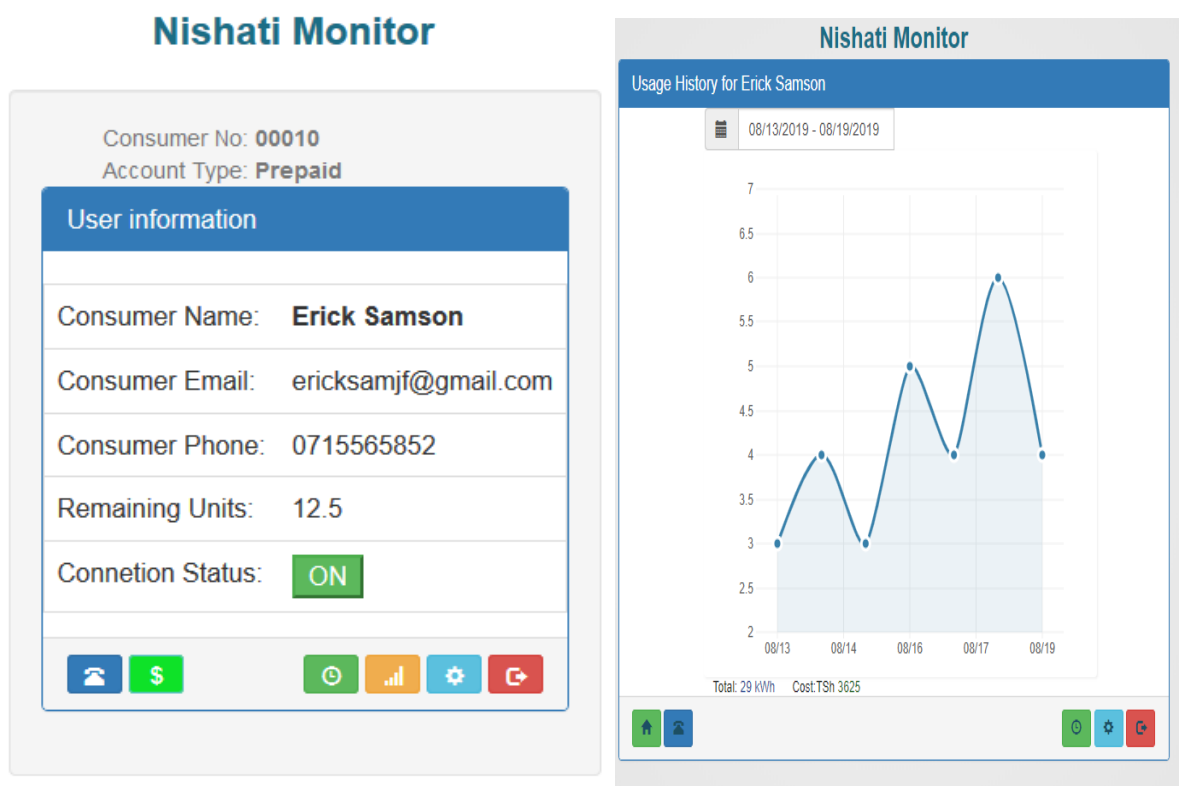 Nishati Monitor
Consumer No: 00010
Account Type: Prepaid
User information
Consumer Name: Erick Samson
Consumer Email: ericksamjf@gmail.com
Consumer Phone: 0715565852
Remaining Units: 12.5
Connetion Status: ON
$
Nishati Monitor
Usage History for Erick Samson
08/13/2019 - 08/19/2019
7
6.5
6
5.5
5
4.5
4
3.5
3
2.5
2
08/13 08/14 08/16 08/17 08/19
Total: 29 kWh Cost:TSh 3625